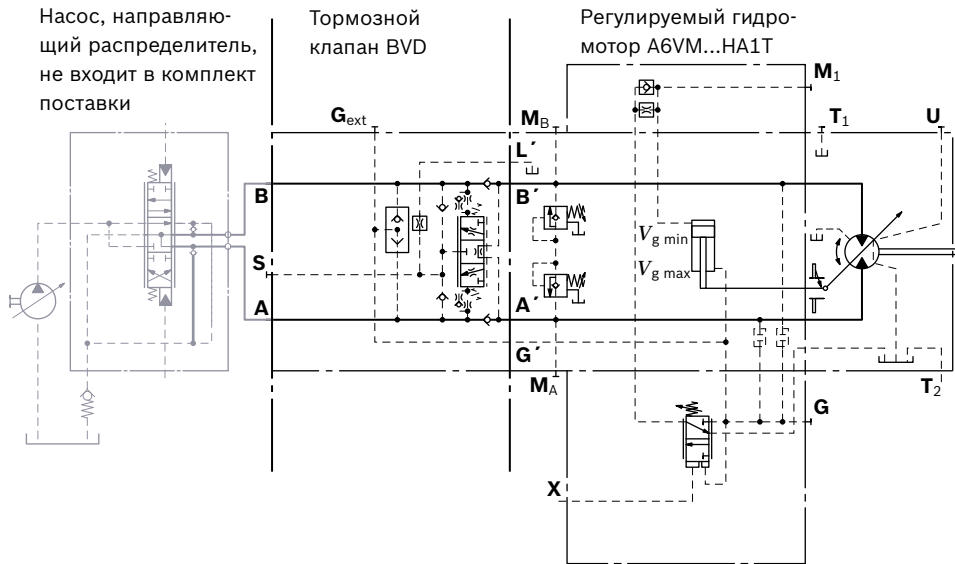 Насос, направляю-
щий распределитель,
не входит в комплект
поставки
Тормозной
клапан BVD
Регулируемый гидро-
мотор A6VM...HA1T
M1
Gext
MB
T1
U
L´
B
B´
Vg min
S
Vg max
A
A´
G´
MA
T2
G
X